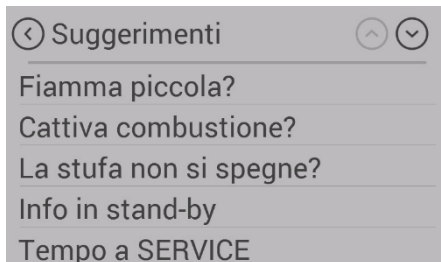 Suggerimenti
Fiamma piccola?
Cattiva combustione?
La stufa non si spegne?
Info in stand-by
Tempo a SERVICE